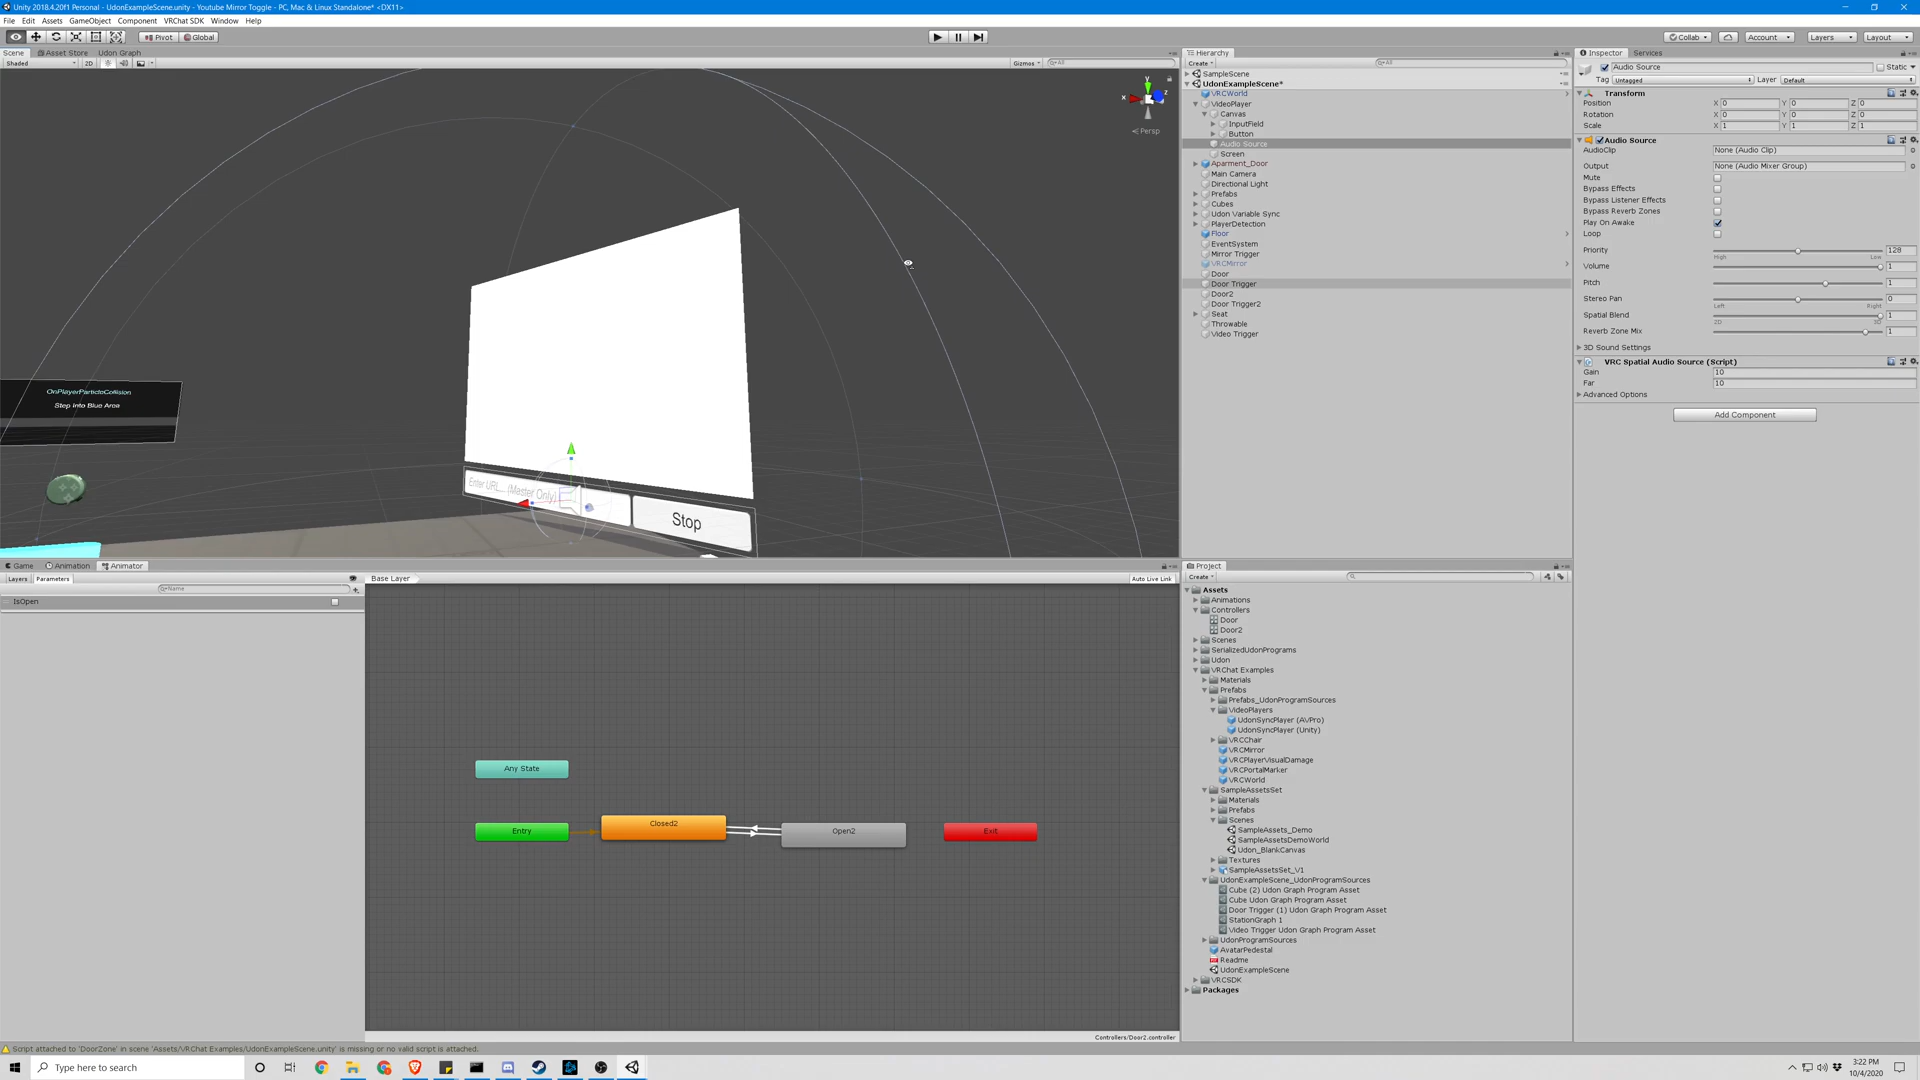 Unity 2018.4.20f1 Personal - UdonExampleScene.unity - Youtube Mirror Toggle - PC, Mac & Linux Standalone* <DX11>
File Edit Assets GameObject Component VRChat SDK Window Help
Pivot Global
Collab Account Layers Layout
Scene Asset Store Udon Graph
Shaded 2D Gizmos All
y
x z
Persp
OnPlayerParticleCollision
Step Into Blue Area
Enter URL... (Master Only)
Stop
Hierarchy
Create All
SampleScene
UdonExampleScene*
VRCWorld
VideoPlayer
Canvas
InputField
Button
Audio Source
Screen
Aparment_Door
Main Camera
Directional Light
Prefabs
Cubes
Udon Variable Sync
PlayerDetection
Floor
EventSystem
Mirror Trigger
VRCMirror
Door
Door Trigger
Door2
Door Trigger2
Seat
Throwable
Video Trigger
Inspector Services
Audio Source Static
Tag Untagged Layer Default
Transform
Position X 0 Y 0 Z 0
Rotation X 0 Y 0 Z 0
Scale X 1 Y 1 Z 1
Audio Source
AudioClip None (Audio Clip)
Output None (Audio Mixer Group)
Mute
Bypass Effects
Bypass Listener Effects
Bypass Reverb Zones
Play On Awake
Loop
Priority 128
High Low
Volume 1
Pitch 1
Stereo Pan 0
Left Right
Spatial Blend 1
2D 3D
Reverb Zone Mix 1
3D Sound Settings
VRC Spatial Audio Source (Script)
Gain 10
Far 10
Advanced Options
Add Component
Game Animation Animator
Layers Parameters
Name
IsOpen
Base Layer Auto Live Link
Any State
Entry
Closed2
Open2
Exit
Controllers/Door2.controller
Project
Create
Assets
Animations
Controllers
Door
Door2
Scenes
SerializedUdonPrograms
Udon
VRChat Examples
Materials
Prefabs
Prefabs_UdonProgramSources
VideoPlayers
UdonSyncPlayer (AVPro)
UdonSyncPlayer (Unity)
VRCChair
VRCMirror
VRCPlayerVisualDamage
VRCPortalMarker
VRCWorld
SampleAssetsSet
Materials
Prefabs
Scenes
SampleAssets_Demo
SampleAssetsDemoWorld
Udon_BlankCanvas
Textures
SampleAssetsSet_V1
UdonExampleScene_UdonProgramSources
Cube (2) Udon Graph Program Asset
Cube Udon Graph Program Asset
Door Trigger (1) Udon Graph Program Asset
StationGraph 1
Video Trigger Udon Graph Program Asset
UdonProgramSources
AvatarPedestal
Readme
UdonExampleScene
VRCSDK
Packages
Script attached to 'DoorZone' in scene 'Assets/VRChat Examples/UdonExampleScene.unity' is missing or no valid script is attached.
Type here to search
3:22 PM
10/4/2020